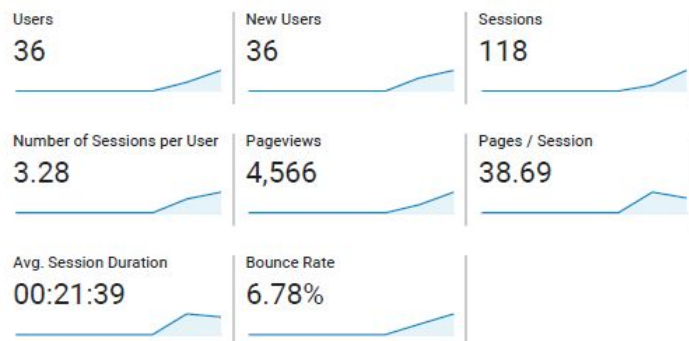 Users
36
New Users
36
Sessions
118
Number of Sessions per User
3.28
Pageviews
4,566
Pages / Session
38.69
Avg. Session Duration
00:21:39
Bounce Rate
6.78%